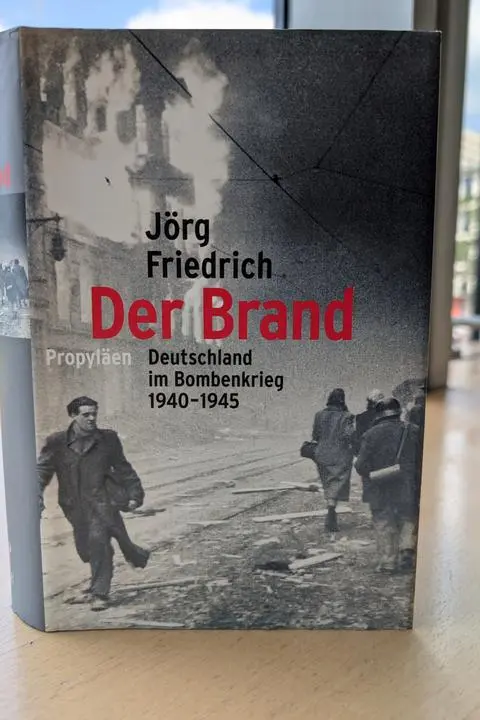 Jörg
Friedrich
Der Brand
Propyläen
Deutschland
im Bombenkrieg
1940–1945